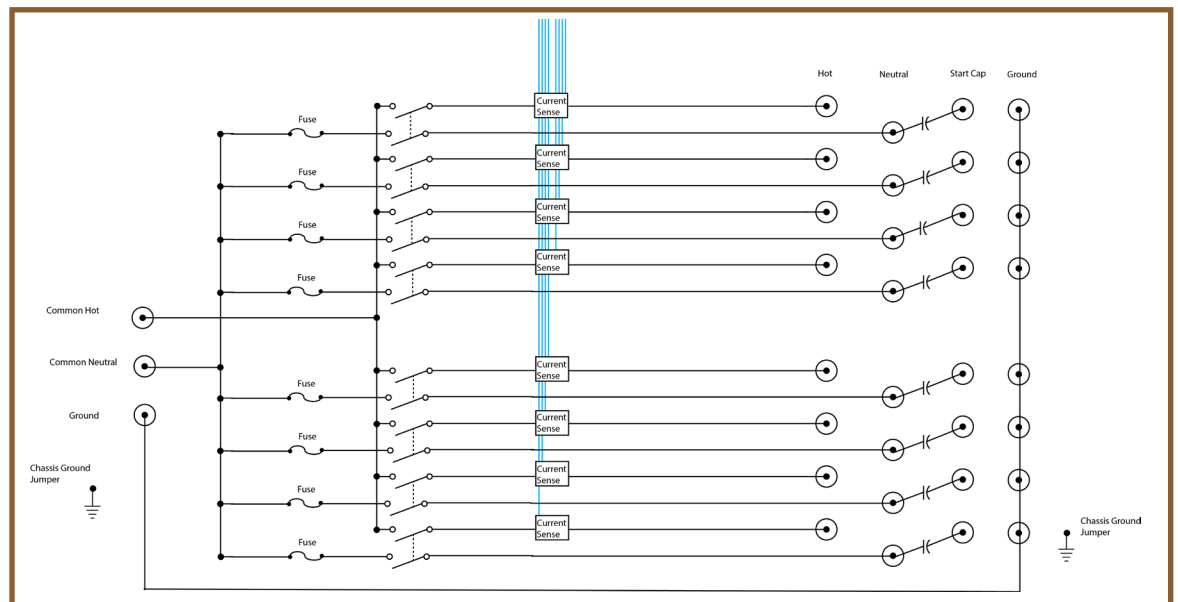 Hot
Neutral
Start Cap
Ground
Current
Sense
Fuse
Current
Sense
Fuse
Current
Sense
Fuse
Current
Sense
Fuse
Common Hot
Common Neutral
Current
Sense
Fuse
Ground
Current
Sense
Fuse
Chassis Ground
Jumper
Current
Sense
Fuse
Current
Sense
Chassis Ground
Jumper
Fuse